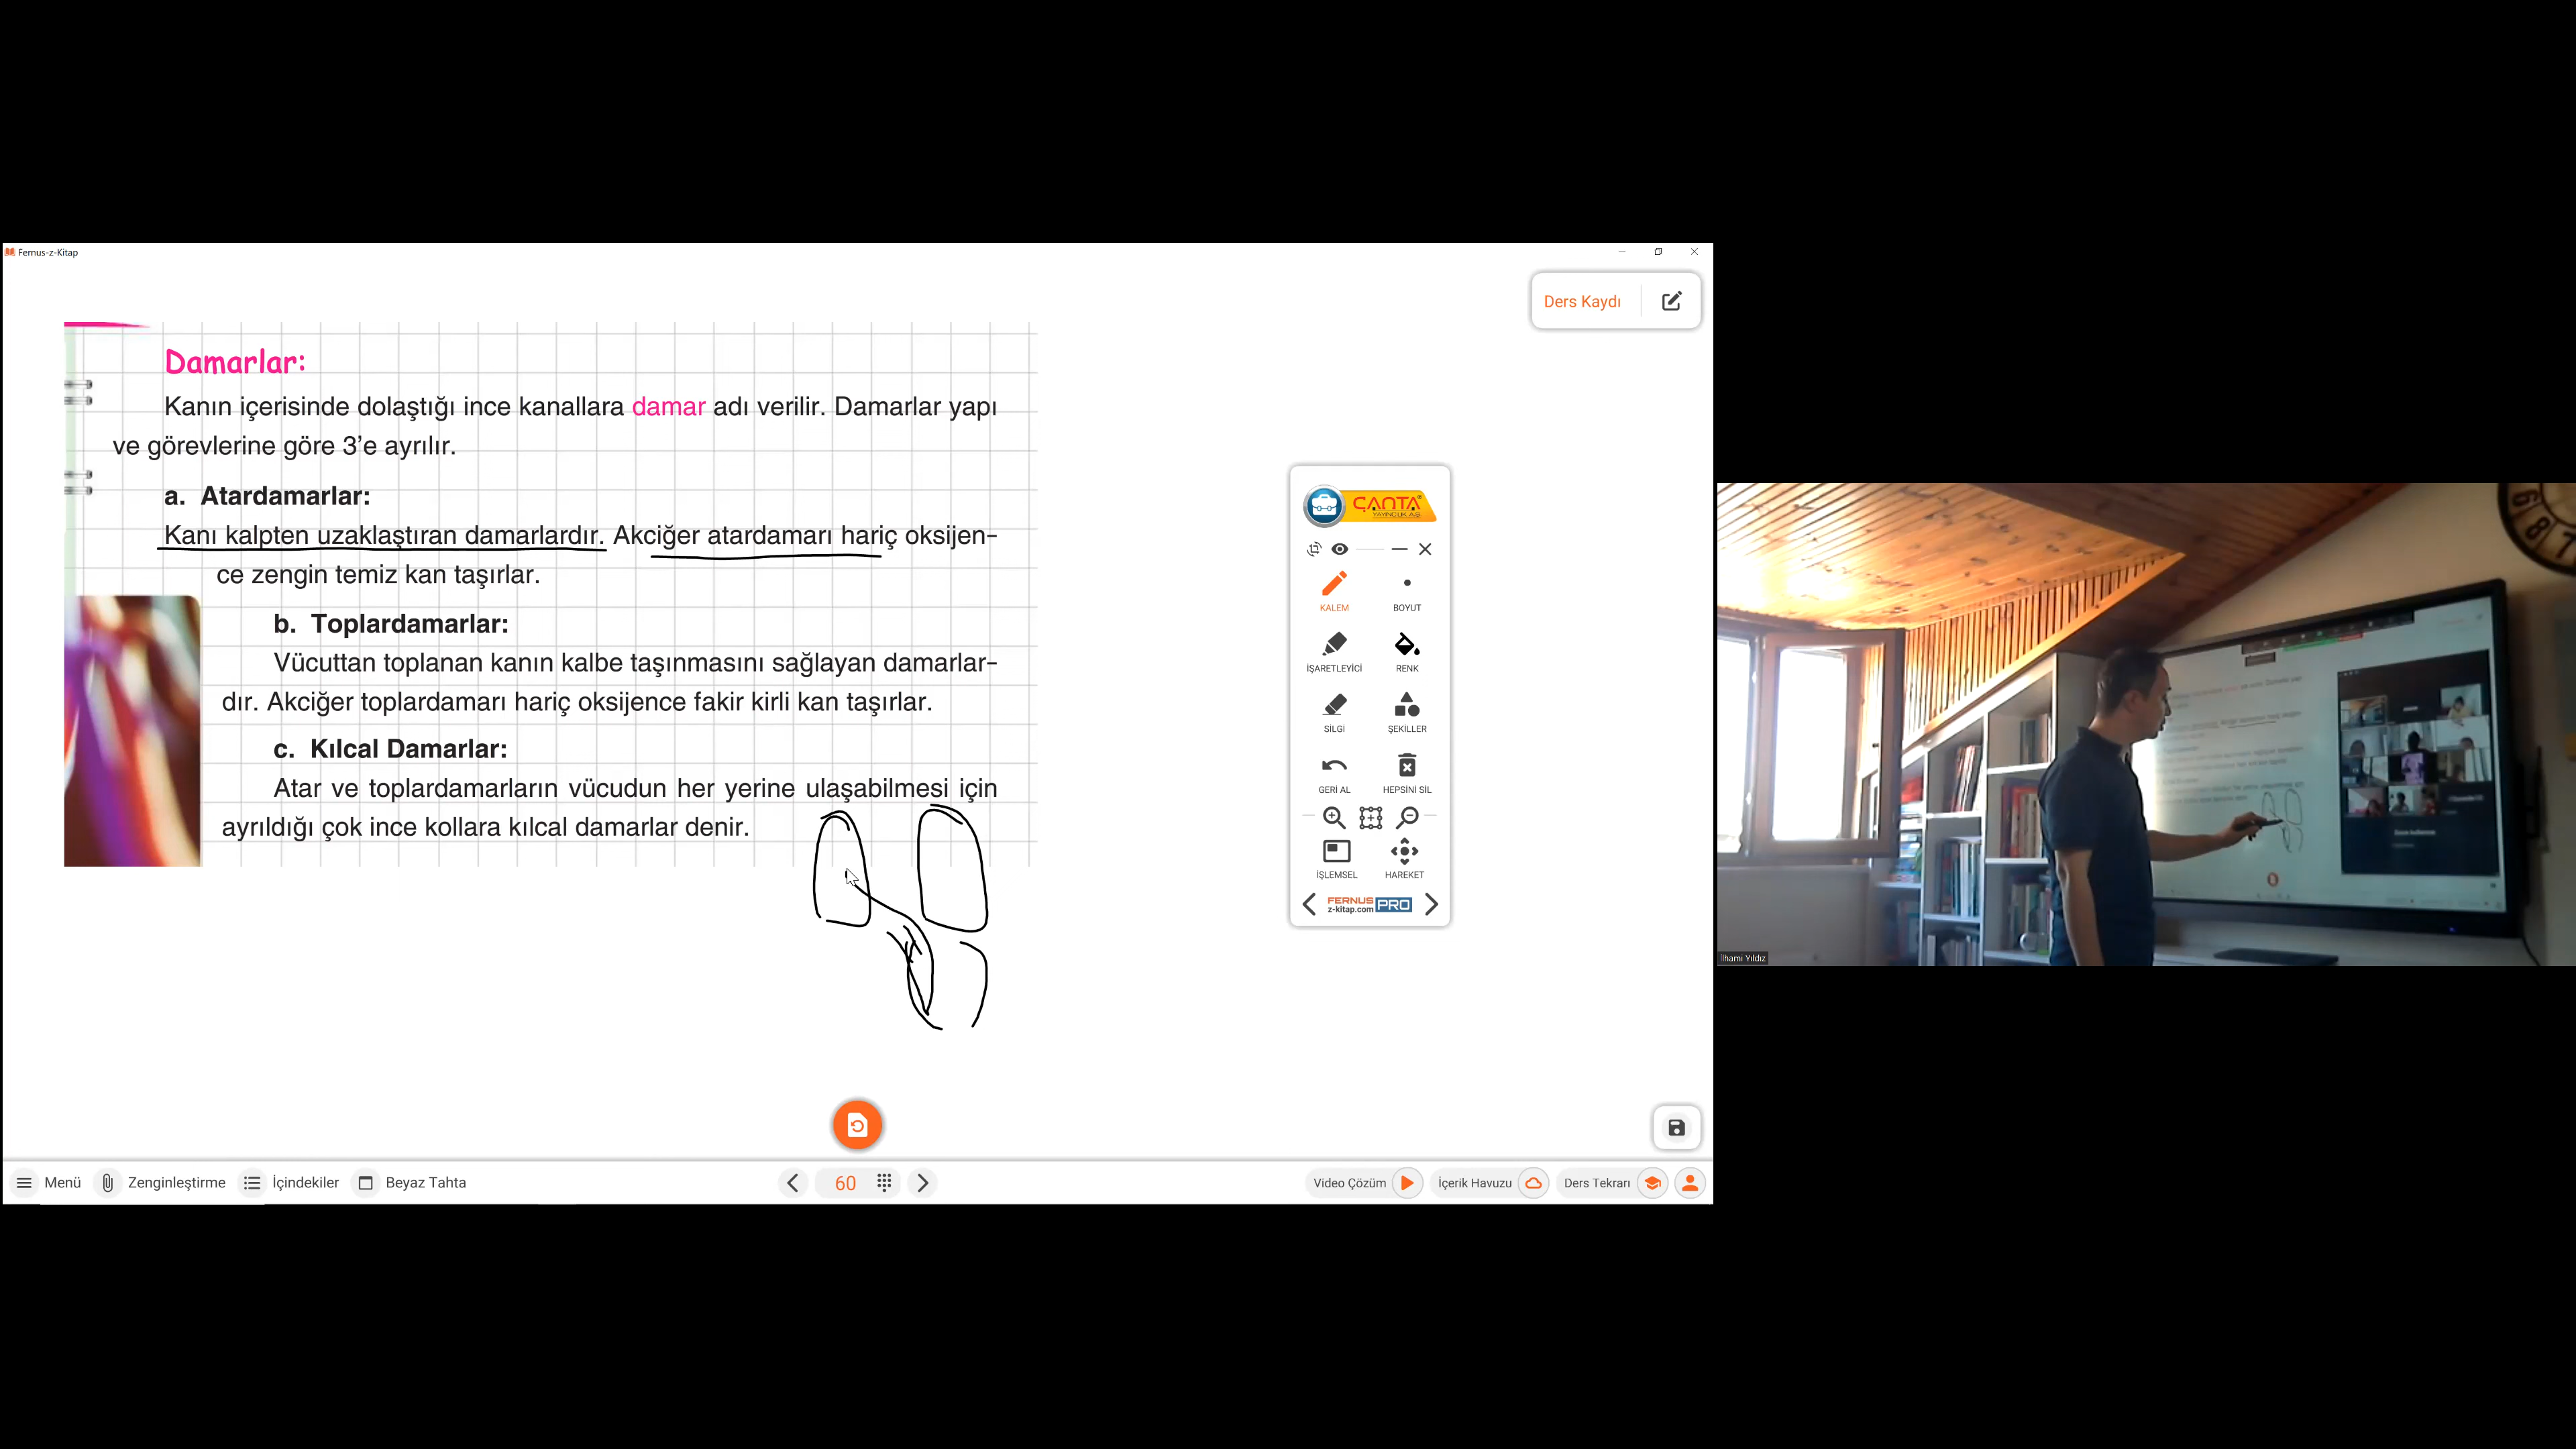 Fernus-z-Kitap
Ders Kaydı
Damarlar:
Kanın içerisinde dolaştığı ince kanallara damar adı verilir. Damarlar yapı
ve görevlerine göre 3’e ayrılır.
a. Atardamarlar:
Kanı kalpten uzaklaştıran damarlardır. Akciğer atardamarı hariç oksijen-
ce zengin temiz kan taşırlar.
b. Toplardamarlar:
Vücuttan toplanan kanın kalbe taşınmasını sağlayan damarlar-
dır. Akciğer toplardamarı hariç oksijence fakir kirli kan taşırlar.
c. Kılcal Damarlar:
Atar ve toplardamarların vücudun her yerine ulaşabilmesi için
ayrıldığı çok ince kollara kılcal damarlar denir.
ÇANTA
YAYINCILIK A.Ş.
KALEM BOYUT
İŞARETLEYİCİ RENK
SİLGİ ŞEKİLLER
GERİ AL HEPSİNİ SİL
İŞLEMSEL HAREKET
FERNUS PRO
z-kitap.com
Menü Zenginleştirme İçindekiler Beyaz Tahta 60 Video Çözüm İçerik Havuzu Ders Tekrarı
İlhami Yıldız
6
8
7